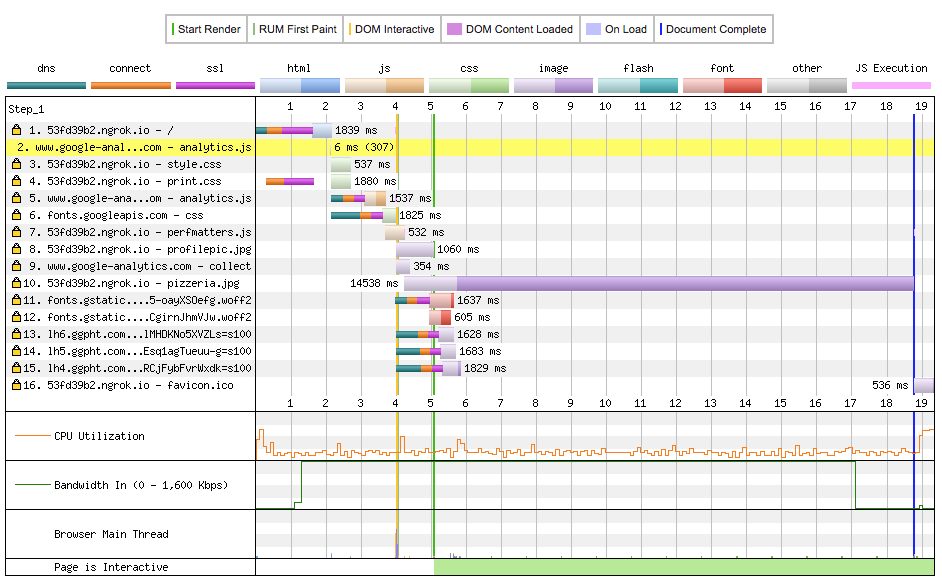 Start Render RUM First Paint DOM Interactive DOM Content Loaded On Load Document Complete
dns connect ssl html js css image flash font other JS Execution
Step_1 1 2 3 4 5 6 7 8 9 10 11 12 13 14 15 16 17 18 19
1. 53fd39b2.ngrok.io - / 1839 ms
2. www.google-anal...com - analytics.js 6 ms (307)
3. 53fd39b2.ngrok.io - style.css 537 ms
4. 53fd39b2.ngrok.io - print.css 1880 ms
5. www.google-ana...om - analytics.js 1537 ms
6. fonts.googleapis.com - css 1825 ms
7. 53fd39b2.ngrok.io - perfmatters.js 532 ms
8. 53fd39b2.ngrok.io - profilepic.jpg 1060 ms
9. www.google-analytics.com - collect 354 ms
10. 53fd39b2.ngrok.io - pizzeria.jpg 14538 ms
11. fonts.gstatic....5-oayXSOefg.woff2 1637 ms
12. fonts.gstatic....CgirnJhmVJw.woff2 605 ms
13. lh6.ggpht.com...lMHDKNo5XVZLs=s100 1628 ms
14. lh5.ggpht.com...Esq1agTueuu-g=s100 1683 ms
15. lh4.ggpht.com...RCjFybFvrWxdk=s100 1829 ms
16. 53fd39b2.ngrok.io - favicon.ico 536 ms
1 2 3 4 5 6 7 8 9 10 11 12 13 14 15 16 17 18 19
CPU Utilization
Bandwidth In (0 - 1,600 Kbps)
Browser Main Thread
Page is Interactive